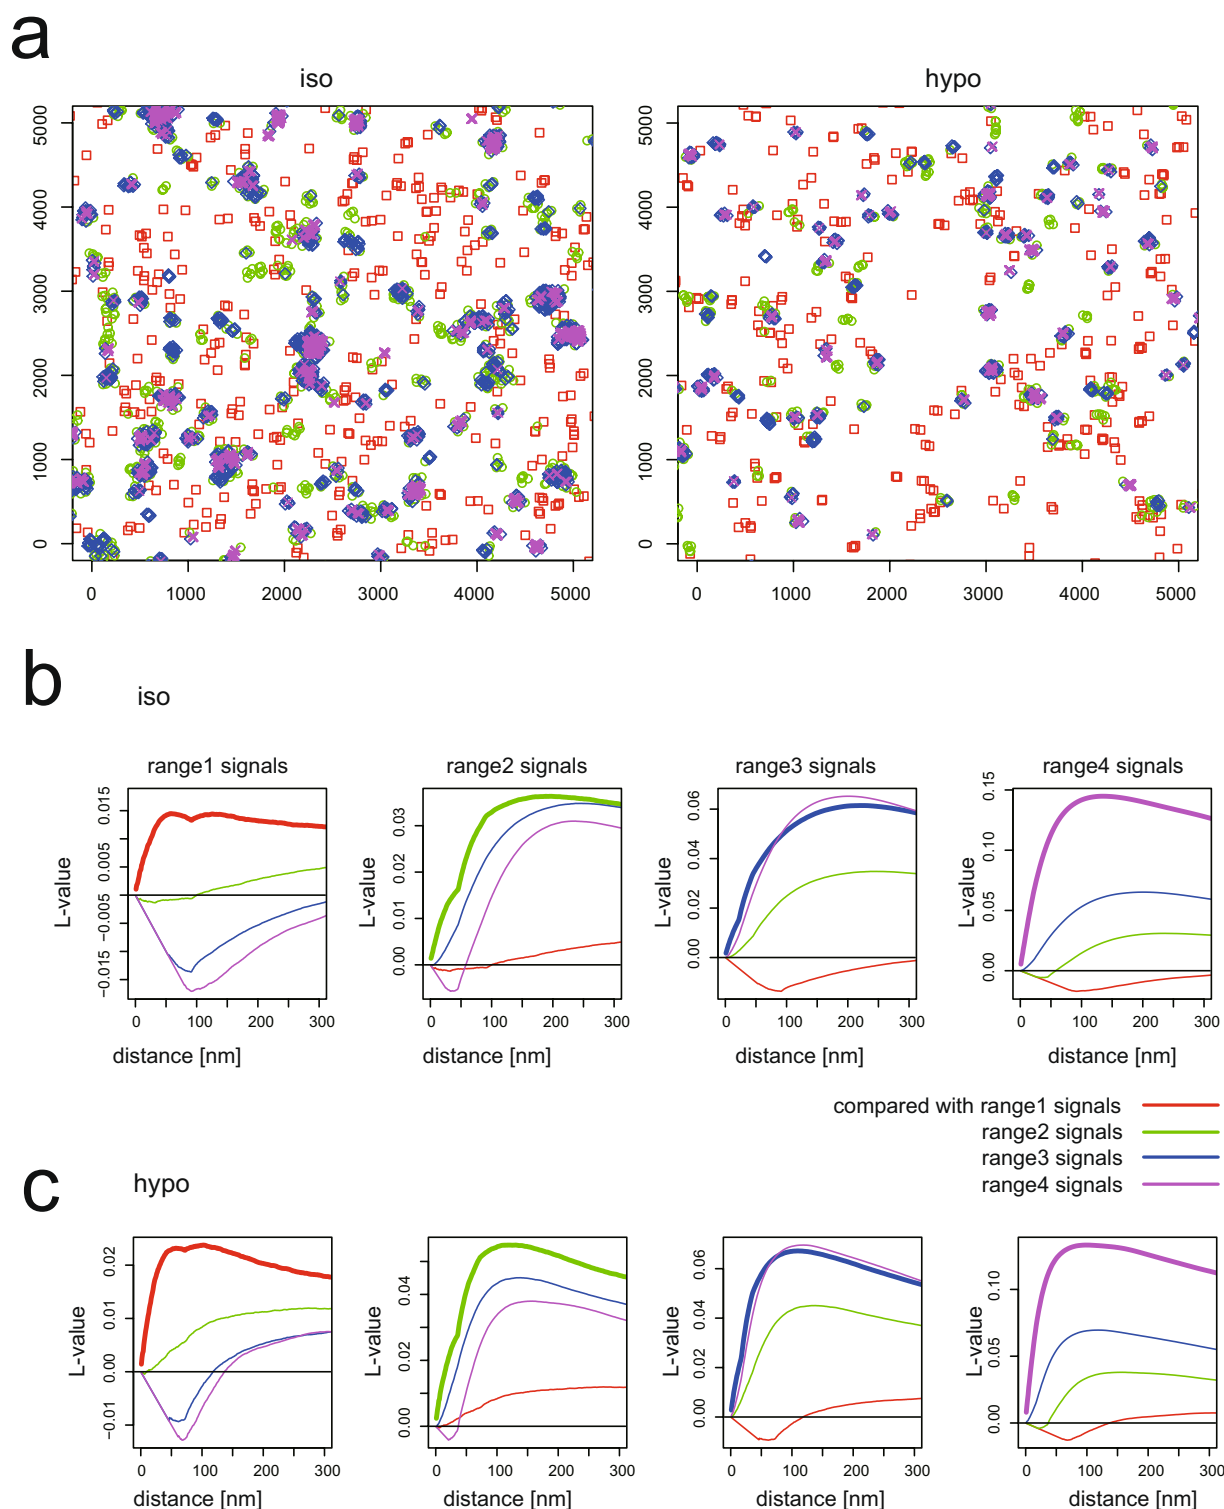 a
iso hypo
5000 5000
4000 4000
3000 3000
2000 2000
1000 1000
0 0
0 1000 2000 3000 4000 5000 0 1000 2000 3000 4000 5000
b iso
range1 signals range2 signals range3 signals range4 signals
L-value 0.015 0.005 −0.005 −0.015 L-value 0.03 0.02 0.01 0.00 L-value 0.06 0.04 0.02 0.00 L-value 0.15 0.10 0.05 0.00
0 100 200 300 0 100 200 300 0 100 200 300 0 100 200 300
distance [nm] distance [nm] distance [nm] distance [nm]
compared with range1 signals
range2 signals
range3 signals
range4 signals
c hypo
L-value 0.02 0.01 0.00 −0.01 L-value 0.04 0.02 0.00 L-value 0.06 0.04 0.02 0.00 L-value 0.10 0.05 0.00
0 100 200 300 0 100 200 300 0 100 200 300 0 100 200 300
distance [nm] distance [nm] distance [nm] distance [nm]